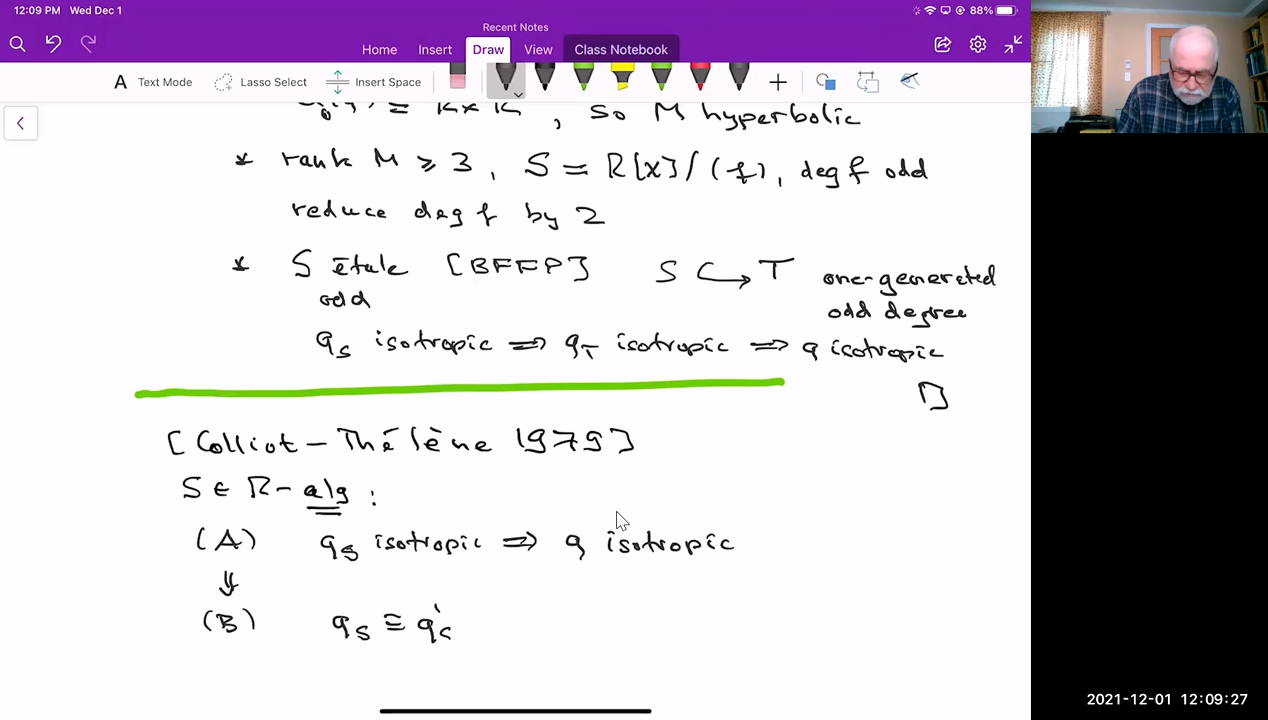 12:09 PM Wed Dec 1
88%
Recent Notes
Home Insert Draw View Class Notebook
A Text Mode Lasso Select Insert Space
≅ K × K , so M hyperbolic
* rank M ≥ 3, S = R[X]/(f), deg f odd
reduce deg f by 2
* S étale [BFFP] S ↪ T one-generated
odd odd degree
q_S isotropic ⇒ q_T isotropic ⇒ q isotropic
[Colliot-Thélène 1979]
S ∈ R-alg :
(A) q_S isotropic ⇒ q isotropic
⇓
(B) q_S ≅ q'_S
2021-12-01 12:09:27